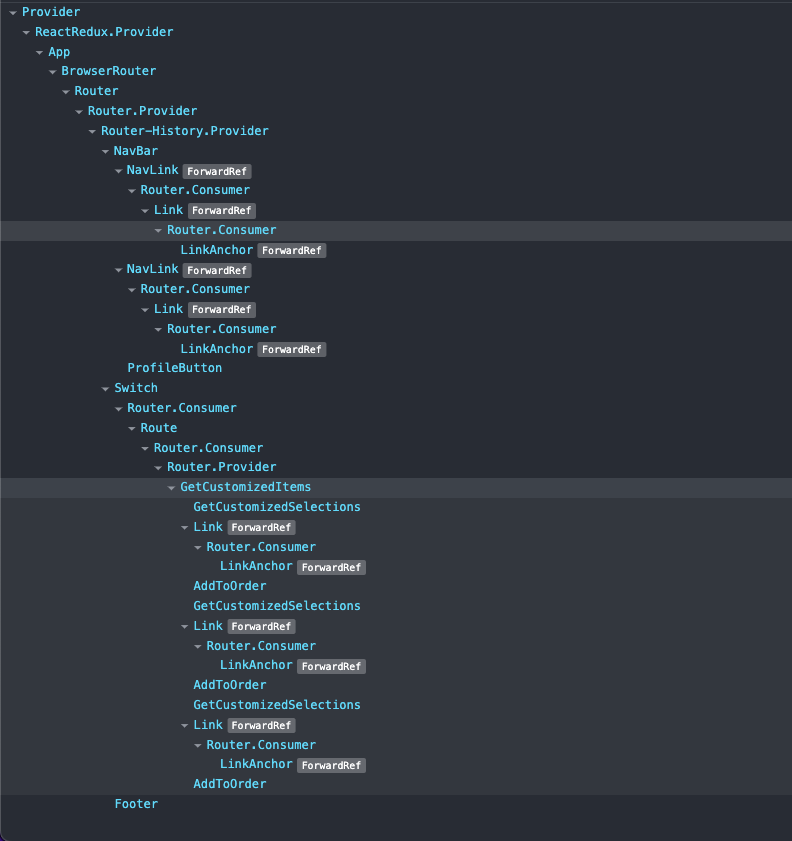 Provider
ReactRedux.Provider
App
BrowserRouter
Router
Router.Provider
Router-History.Provider
NavBar
NavLink ForwardRef
Router.Consumer
Link ForwardRef
Router.Consumer
LinkAnchor ForwardRef
NavLink ForwardRef
Router.Consumer
Link ForwardRef
Router.Consumer
LinkAnchor ForwardRef
ProfileButton
Switch
Router.Consumer
Route
Router.Consumer
Router.Provider
GetCustomizedItems
GetCustomizedSelections
Link ForwardRef
Router.Consumer
LinkAnchor ForwardRef
AddToOrder
GetCustomizedSelections
Link ForwardRef
Router.Consumer
LinkAnchor ForwardRef
AddToOrder
GetCustomizedSelections
Link ForwardRef
Router.Consumer
LinkAnchor ForwardRef
AddToOrder
Footer